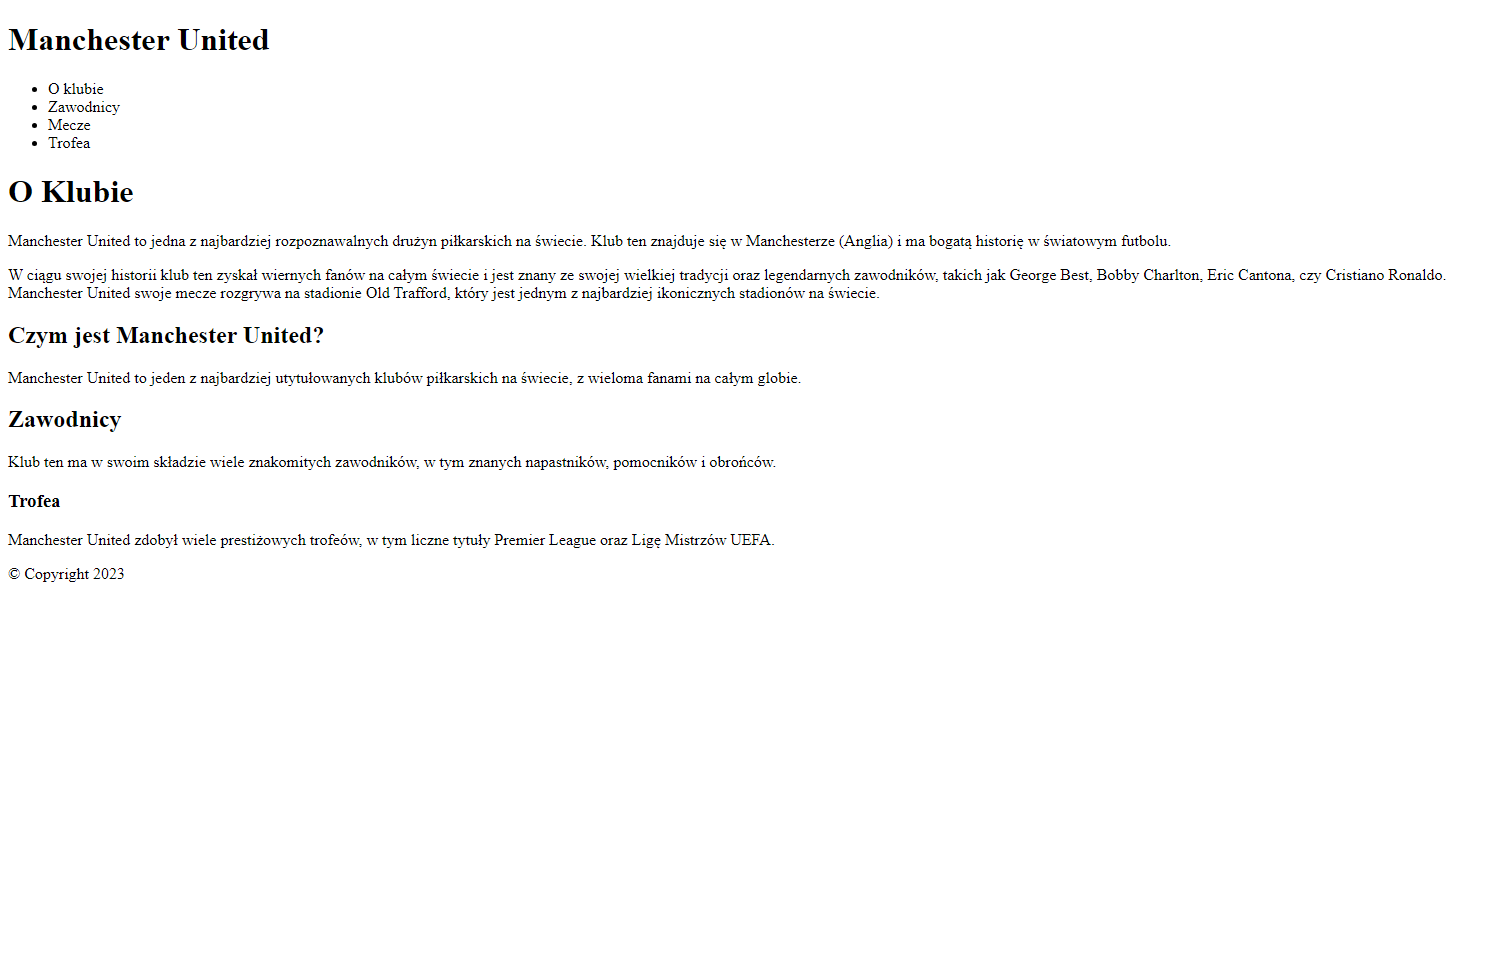 Manchester United
O klubie
Zawodnicy
Mecze
Trofea
O Klubie
Manchester United to jedna z najbardziej rozpoznawalnych drużyn piłkarskich na świecie. Klub ten znajduje się w Manchesterze (Anglia) i ma bogatą historię w światowym futbolu.
W ciągu swojej historii klub ten zyskał wiernych fanów na całym świecie i jest znany ze swojej wielkiej tradycji oraz legendarnych zawodników, takich jak George Best, Bobby Charlton, Eric Cantona, czy Cristiano Ronaldo.
Manchester United swoje mecze rozgrywa na stadionie Old Trafford, który jest jednym z najbardziej ikonicznych stadionów na świecie.
Czym jest Manchester United?
Manchester United to jeden z najbardziej utytułowanych klubów piłkarskich na świecie, z wieloma fanami na całym globie.
Zawodnicy
Klub ten ma w swoim składzie wiele znakomitych zawodników, w tym znanych napastników, pomocników i obrońców.
Trofea
Manchester United zdobył wiele prestiżowych trofeów, w tym liczne tytuły Premier League oraz Ligę Mistrzów UEFA.
© Copyright 2023